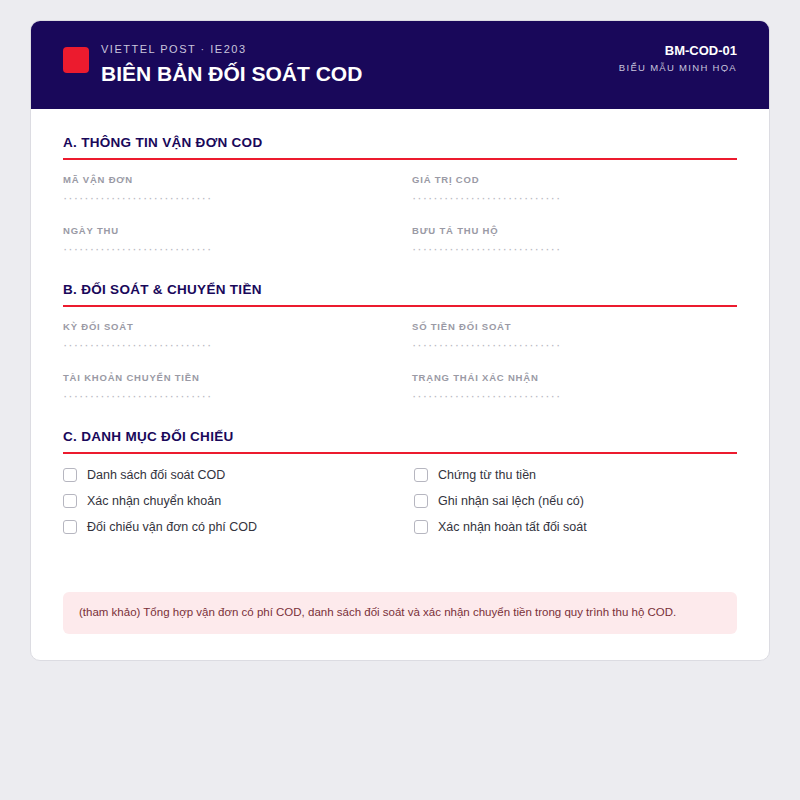 VIETTEL POST · IE203
BIÊN BẢN ĐỐI SOÁT COD
BM-COD-01
BIỂU MẪU MINH HỌA
A. THÔNG TIN VẬN ĐƠN COD
MÃ VẬN ĐƠN
GIÁ TRỊ COD
NGÀY THU
BƯU TÁ THU HỘ
B. ĐỐI SOÁT & CHUYỂN TIỀN
KỲ ĐỐI SOÁT
SỐ TIỀN ĐỐI SOÁT
TÀI KHOẢN CHUYỂN TIỀN
TRẠNG THÁI XÁC NHẬN
C. DANH MỤC ĐỐI CHIẾU
Danh sách đối soát COD
Chứng từ thu tiền
Xác nhận chuyển khoản
Ghi nhận sai lệch (nếu có)
Đối chiếu vận đơn có phí COD
Xác nhận hoàn tất đối soát
(tham khảo) Tổng hợp vận đơn có phí COD, danh sách đối soát và xác nhận chuyển tiền trong quy trình thu hộ COD.